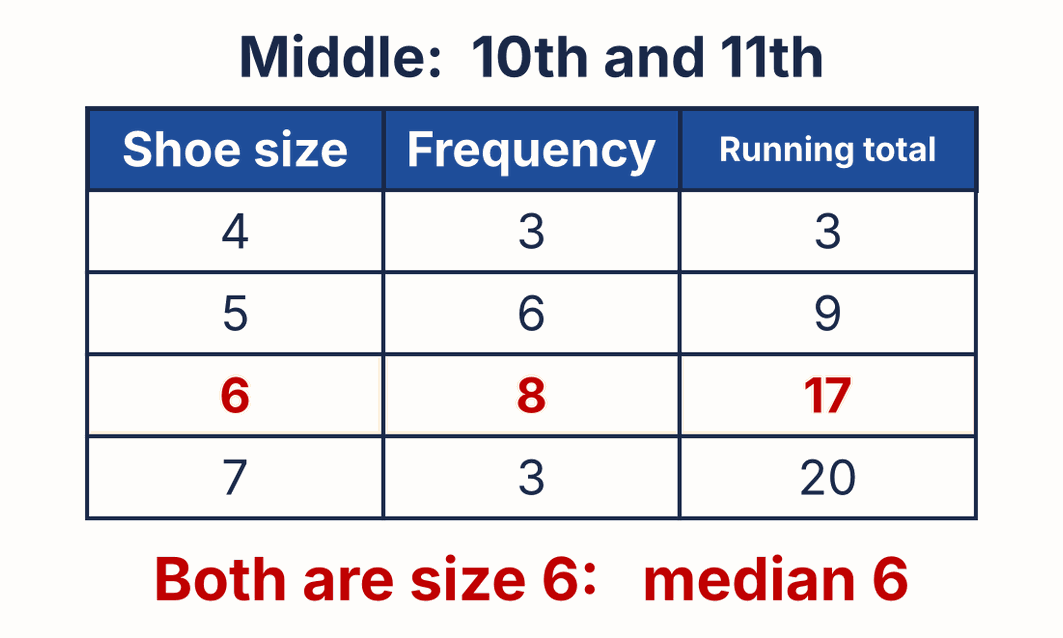 Middle: 10th and 11th
Shoe size Frequency Running total
4 3 3
5 6 9
6 8 17
7 3 20
Both are size 6: median 6